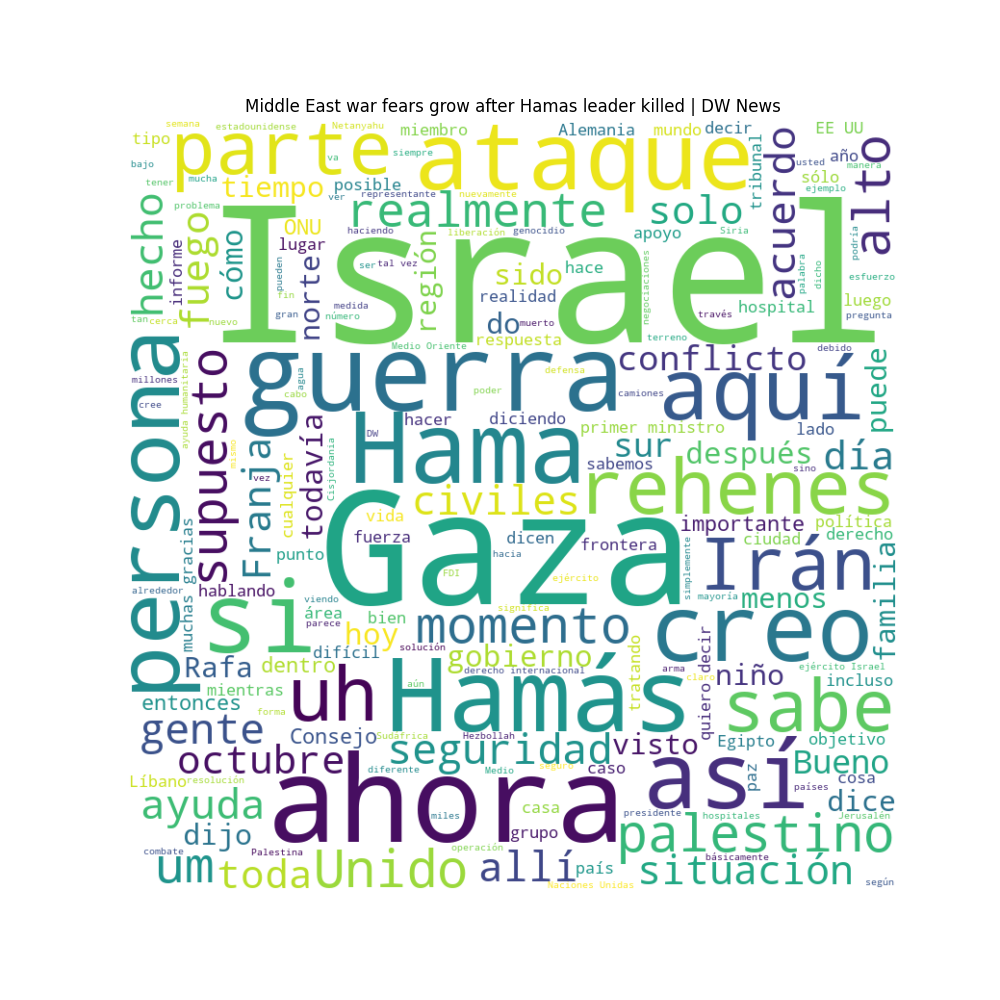 Middle East war fears grow after Hamas leader killed | DW News
semana
estadounidense
Netanyahu
miembro
Alemania
mundo
decir
EE UU
tipo
parte
va
siempre
ataque
tribunal
acuerdo
usted
año
manera
alto
bajo
tener
mucha
tiempo
posible
ver
representante
nuevamente
sólo
ejemplo
hecho
problema
realmente
solo
informe
fuego
cómo
ONU
lugar
haciendo
liberación
genocidio
apoyo
Siria
podría
palabra
dicho
esfuerzo
Israel
pueden
norte
ser
tal vez
región
sido
hace
negociaciones
hospital
luego
fin
medida
realidad
tan
cerca
nuevo
gran
número
do
muerto
través
pregunta
respuesta
terreno
persona
Medio Oriente
guerra
conflicto
debido
puede
millones
ayuda humanitaria
supuesto
agua
cabo
defensa
poder
camiones
aquí
cree
hacer
diciendo
primer ministro
lado
DW
Hama
sur
después
día
mismo
Franja
vez
cualquier
todavía
Cisjordania
sabemos
sino
rehenes
civiles
vida
Gaza
importante
política
muchas gracias
punto
fuerza
dicen
frontera
ciudad
derecho
hacia
simplemente
Irán
familia
alrededor
hablando
FDI
ejército
mayoría
menos
si
viendo
área
bien
significa
parece
hoy
momento
creo
difícil
solución
gobierno
tratando
quiero decir
Rafa
dentro
derecho internacional
arma
claro
niño
ejército Israel
incluso
mientras
aún
uh
Hamás
sabe
entonces
forma
gente
Consejo
Sudáfrica
Hezbollah
seguridad
visto
Egipto
objetivo
octubre
Bueno
Líbano
resolución
diferente
Medio
seguro
caso
así
paz
países
cosa
ahora
ayuda
miles
casa
presidente
hospitales
Jerusalén
dice
dijo
grupo
palestino
combate
Palestina
operación
básicamente
um
toda
Unido
allí
país
situación
según
Naciones Unidas